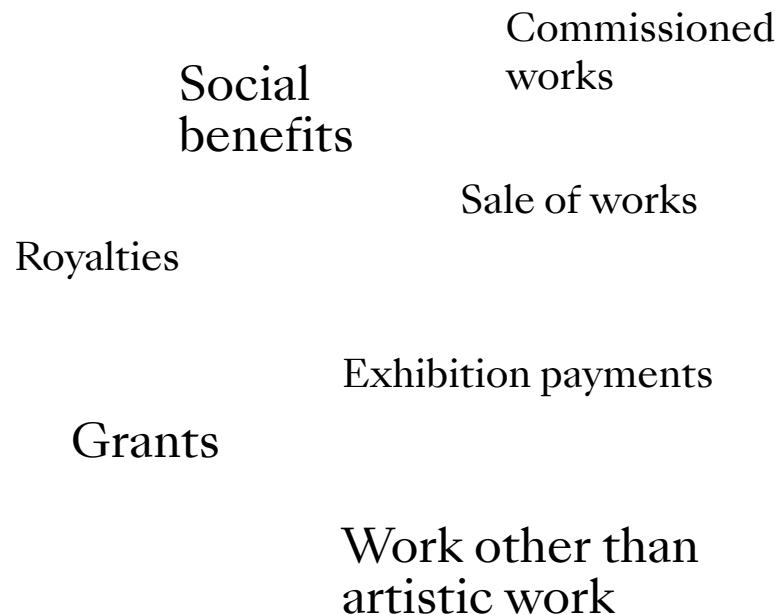 Commissioned
works
Social
benefits
Sale of works
Royalties
Exhibition payments
Grants
Work other than
artistic work